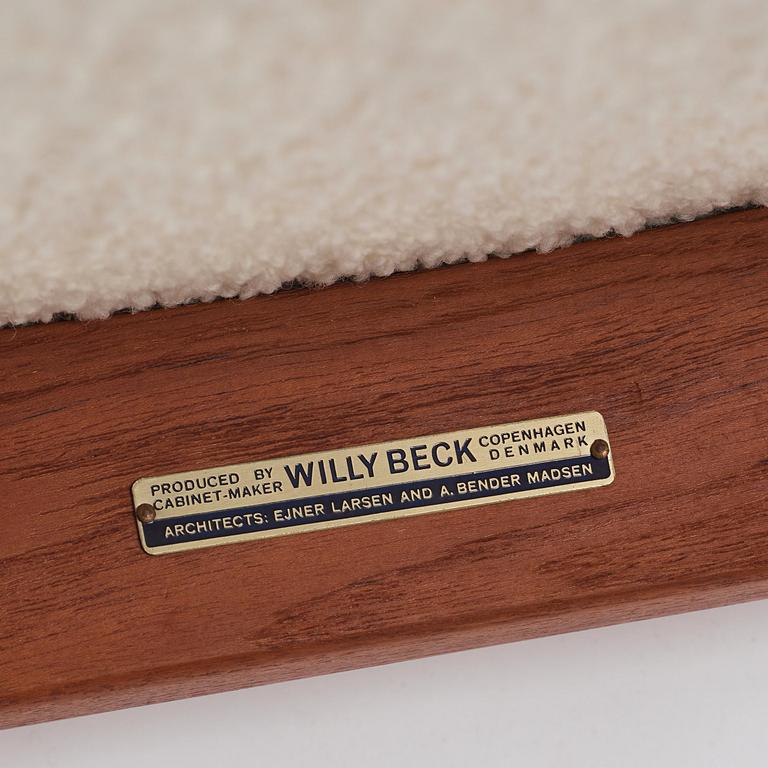 PRODUCED BY
CABINET-MAKER
WILLY BECK
COPENHAGEN
DENMARK
ARCHITECTS: EJNER LARSEN AND A. BENDER MADSEN